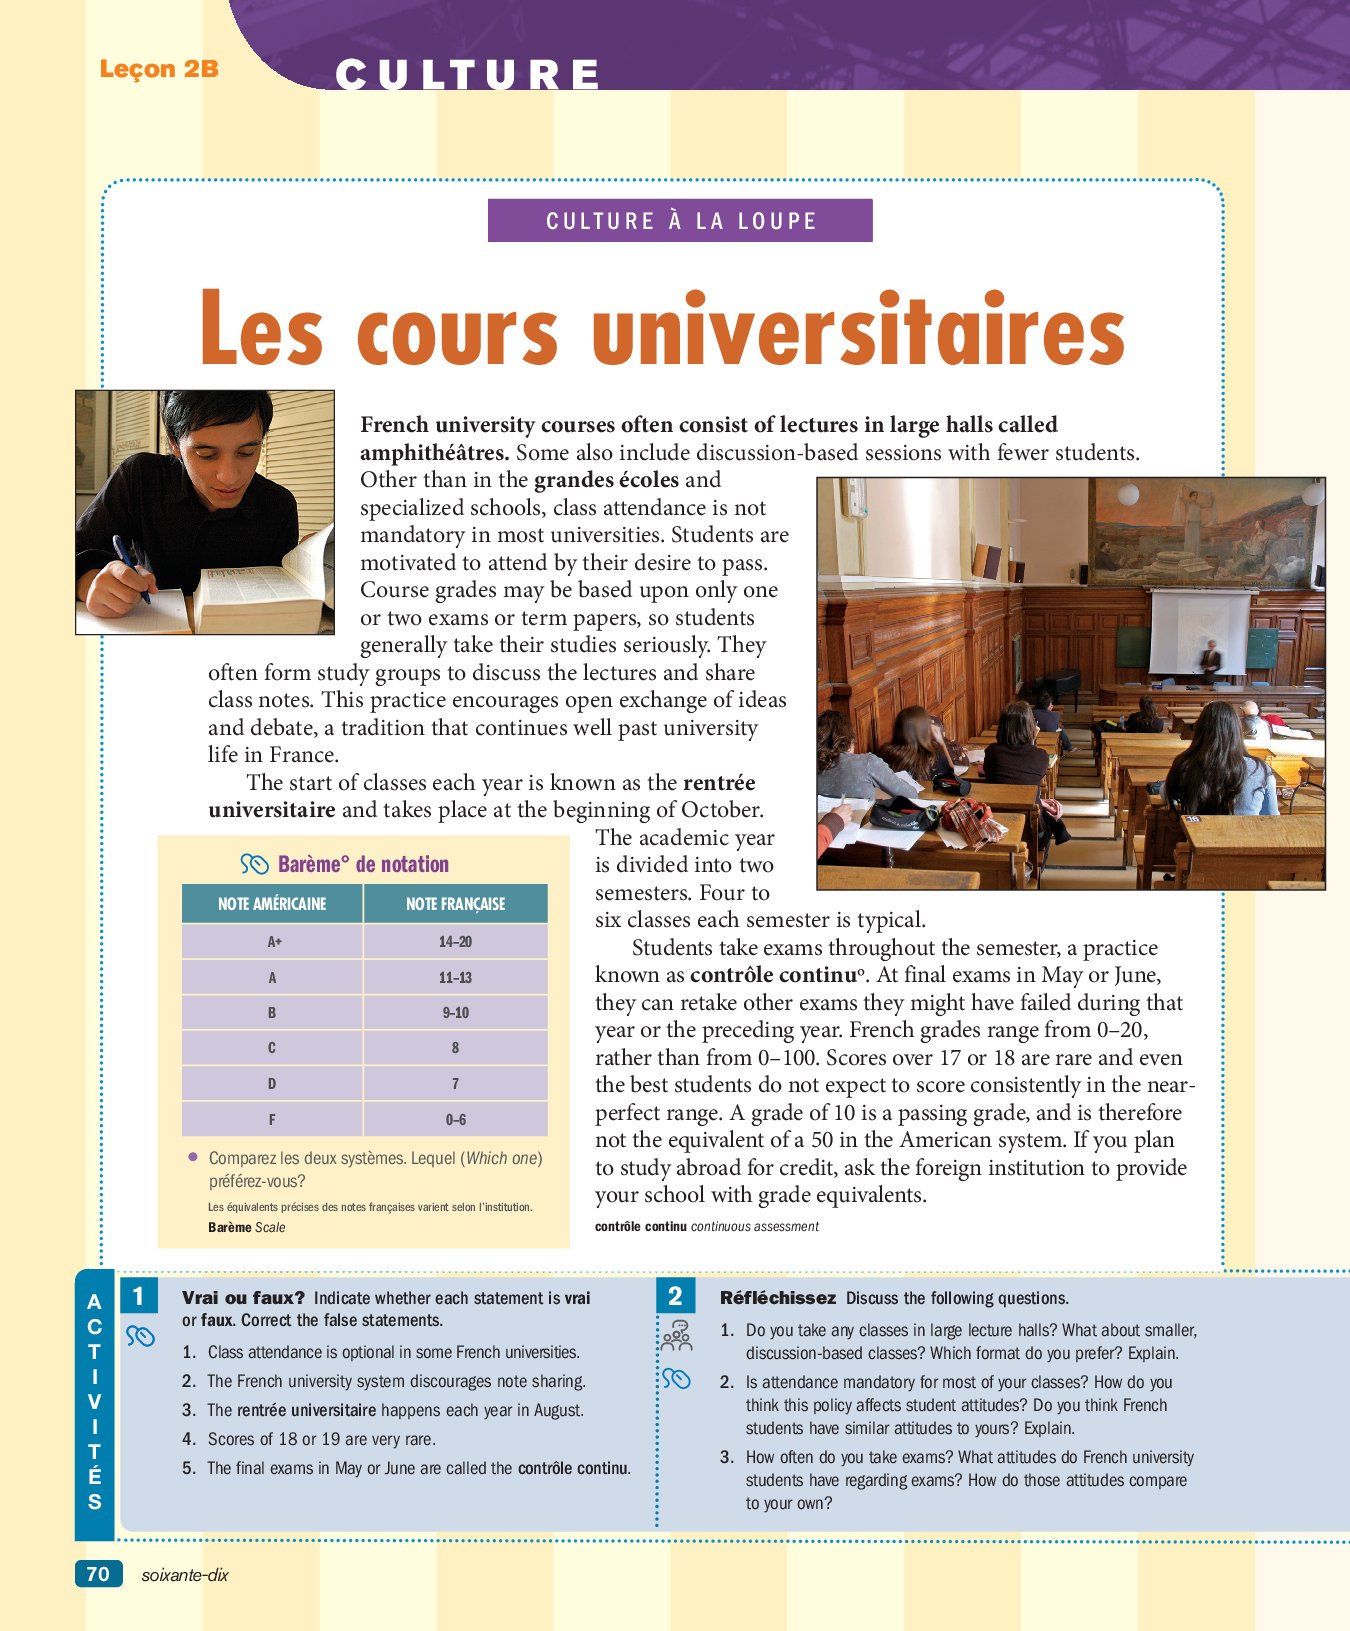 Leçon 2B
CULTURE
CULTURE À LA LOUPE
Les cours universitaires
French university courses often consist of lectures in large halls called
amphithéâtres. Some also include discussion-based sessions with fewer students.
Other than in the grandes écoles and
specialized schools, class attendance is not
mandatory in most universities. Students are
motivated to attend by their desire to pass.
Course grades may be based upon only one
or two exams or term papers, so students
generally take their studies seriously. They
often form study groups to discuss the lectures and share
class notes. This practice encourages open exchange of ideas
and debate, a tradition that continues well past university
life in France.
The start of classes each year is known as the rentrée
universitaire and takes place at the beginning of October.
The academic year
is divided into two
semesters. Four to
six classes each semester is typical.
Students take exams throughout the semester, a practice
known as contrôle continu°. At final exams in May or June,
they can retake other exams they might have failed during that
year or the preceding year. French grades range from 0–20,
rather than from 0–100. Scores over 17 or 18 are rare and even
the best students do not expect to score consistently in the near-
perfect range. A grade of 10 is a passing grade, and is therefore
not the equivalent of a 50 in the American system. If you plan
to study abroad for credit, ask the foreign institution to provide
your school with grade equivalents.
contrôle continu continuous assessment
Barème° de notation
NOTE AMÉRICAINE NOTE FRANÇAISE
A+ 14–20
A 11–13
B 9–10
C 8
D 7
F 0–6
• Comparez les deux systèmes. Lequel (Which one)
préférez-vous?
Les équivalents précises des notes françaises varient selon l'institution.
Barème Scale
ACTIVITÉS
1 Vrai ou faux? Indicate whether each statement is vrai
or faux. Correct the false statements.
1. Class attendance is optional in some French universities.
2. The French university system discourages note sharing.
3. The rentrée universitaire happens each year in August.
4. Scores of 18 or 19 are very rare.
5. The final exams in May or June are called the contrôle continu.
2 Réfléchissez Discuss the following questions.
1. Do you take any classes in large lecture halls? What about smaller,
discussion-based classes? Which format do you prefer? Explain.
2. Is attendance mandatory for most of your classes? How do you
think this policy affects student attitudes? Do you think French
students have similar attitudes to yours? Explain.
3. How often do you take exams? What attitudes do French university
students have regarding exams? How do those attitudes compare
to your own?
70 soixante-dix